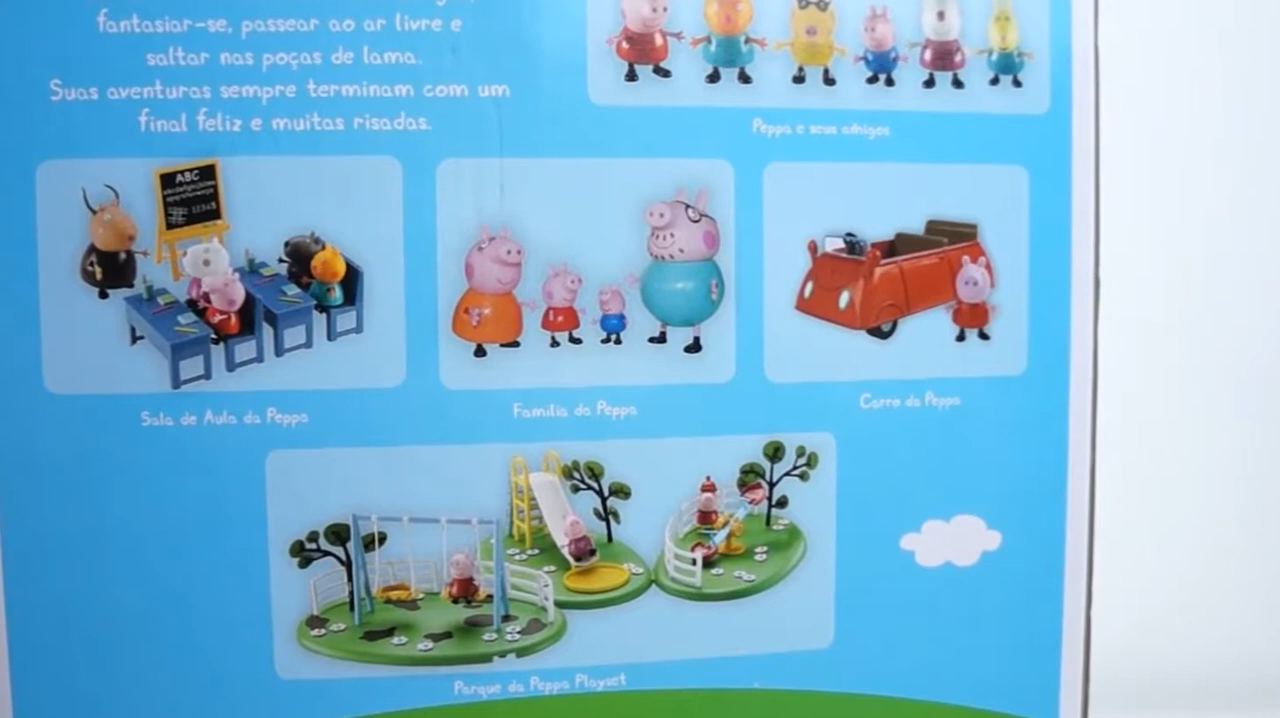 fantasiar-se, passear ao ar livre e
saltar nas poças de lama.
Suas aventuras sempre terminam com um
final feliz e muitas risadas.
Peppa e seus amigos
ABC
12345
Sala de Aula da Peppa
Família da Peppa
Carro da Peppa
Parque da Peppa Playset